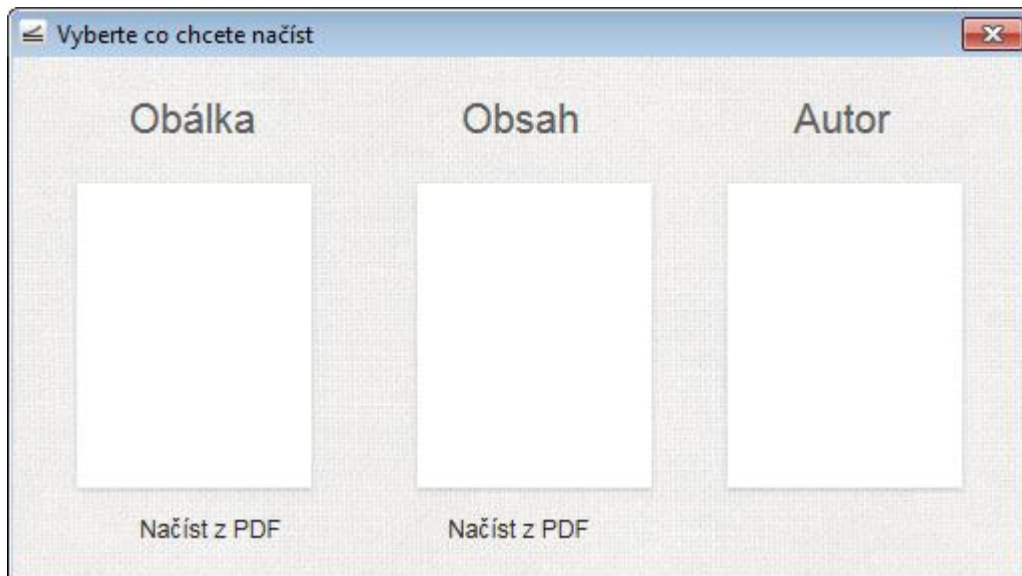 Vyberte co chcete načíst
Obálka Obsah Autor
Načíst z PDF Načíst z PDF